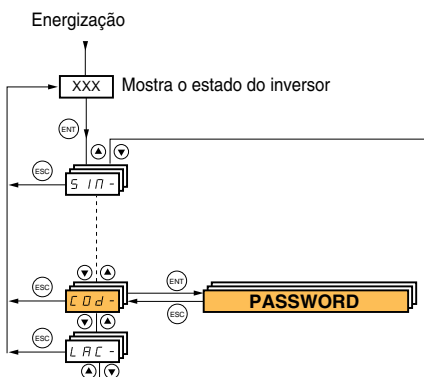 Energização
XXX
Mostra o estado do inversor
ENT
ESC
SIM-
ESC
COd-
ENT
ESC
PASSWORD
ESC
LAC-